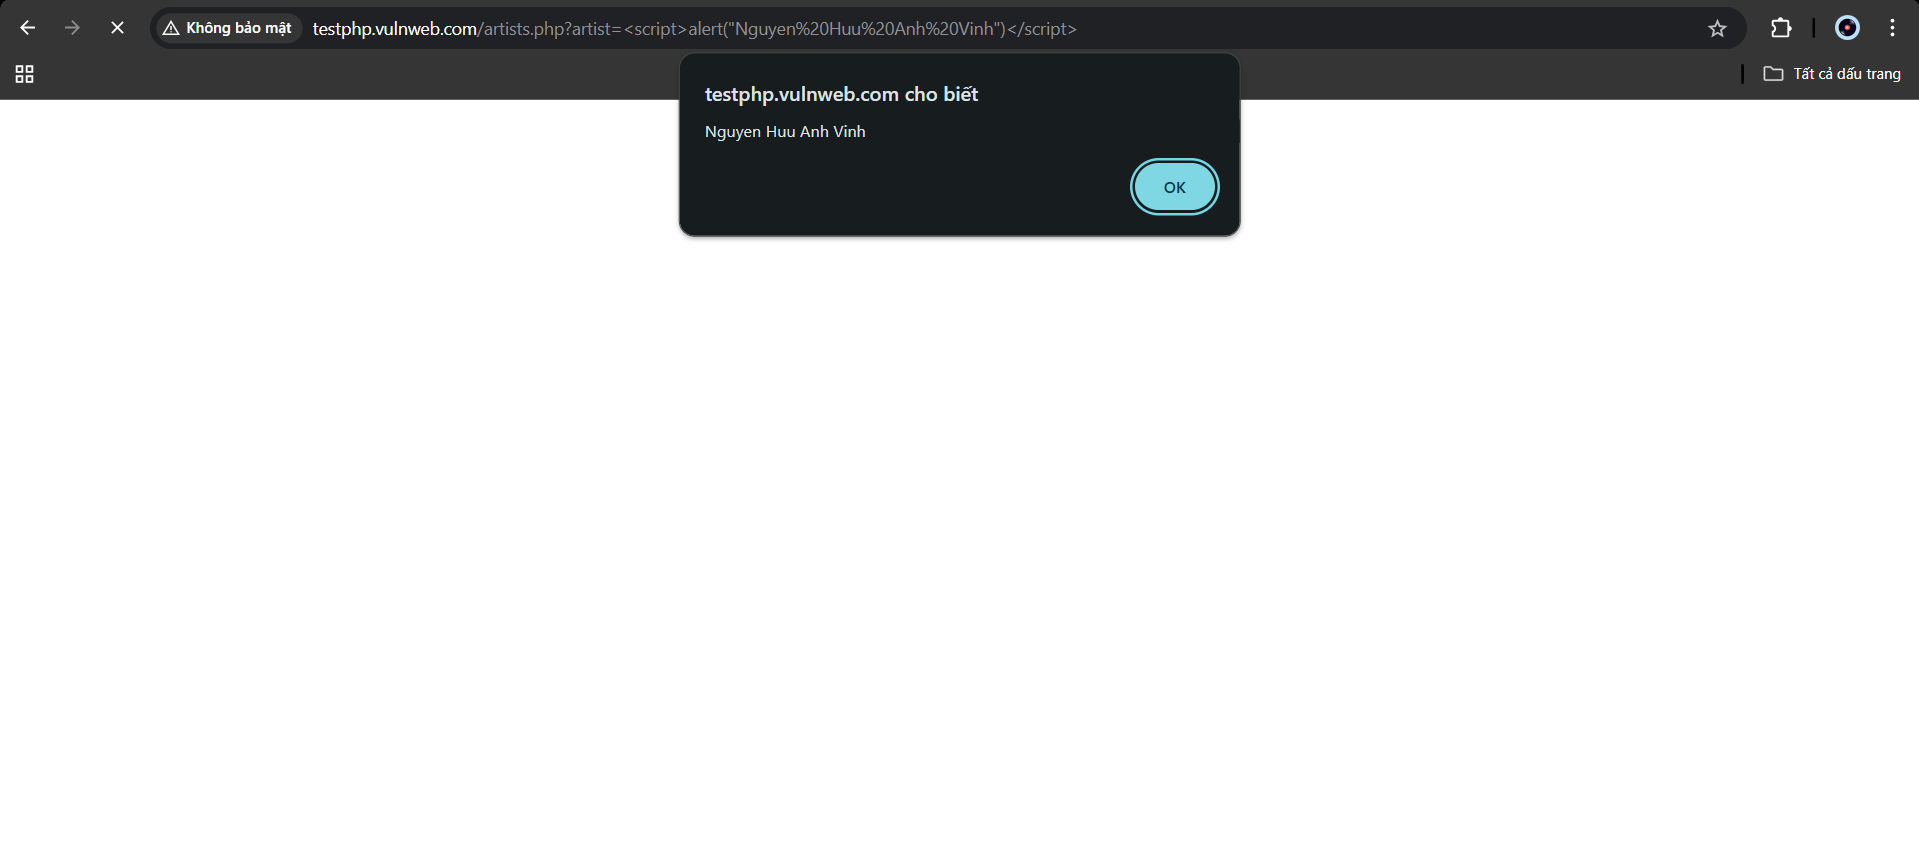 Không bảo mật testphp.vulnweb.com/artists.php?artist=<script>alert("Nguyen%20Huu%20Anh%20Vinh")</script>
Tất cả dấu trang
testphp.vulnweb.com cho biết
Nguyen Huu Anh Vinh
OK